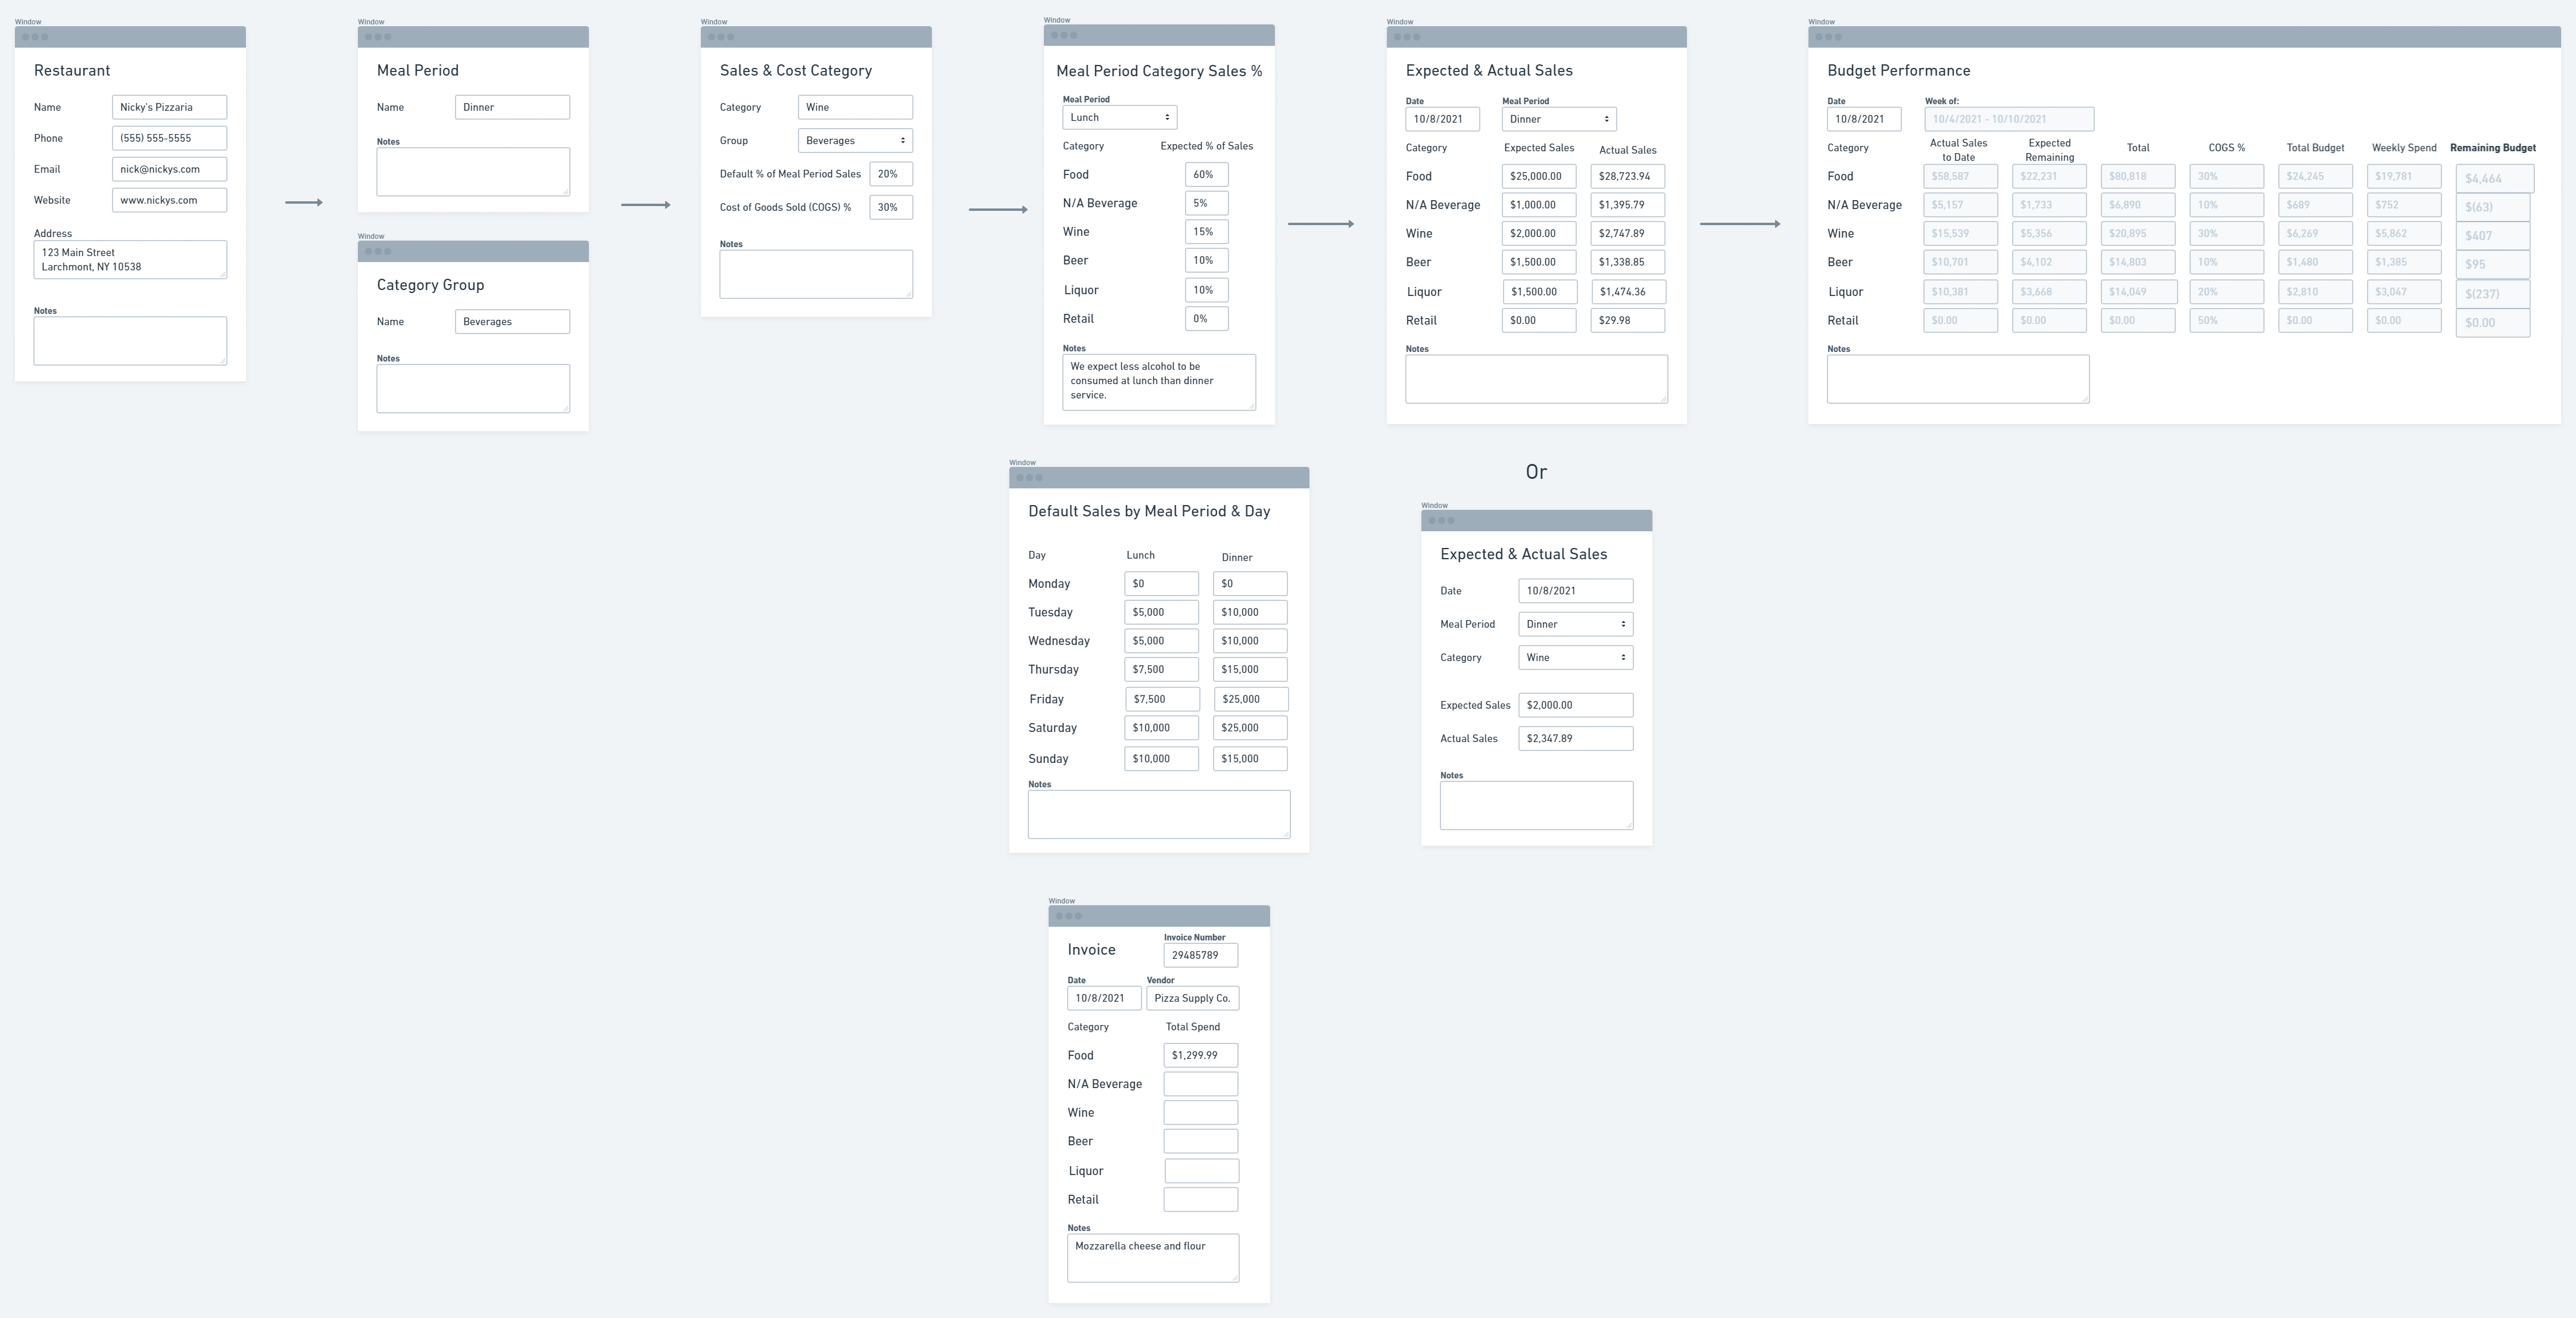 Window
Restaurant
Name
Nicky's Pizzaria
Phone
(555) 555-5555
Email
nick@nickys.com
Website
www.nickys.com
Address
123 Main Street
Larchmont, NY 10538
Notes
Window
Meal Period
Name
Dinner
Notes
Window
Category Group
Name
Beverages
Notes
Window
Sales & Cost Category
Category
Wine
Group
Beverages
Default % of Meal Period Sales
20%
Cost of Goods Sold (COGS) %
30%
Notes
Window
Meal Period Category Sales %
Meal Period
Lunch
Category Expected % of Sales
Food 60%
N/A Beverage 5%
Wine 15%
Beer 10%
Liquor 10%
Retail 0%
Notes
We expect less alcohol to be
consumed at lunch than dinner
service.
Window
Expected & Actual Sales
Date Meal Period
10/8/2021 Dinner
Category Expected Sales Actual Sales
Food $25,000.00 $28,723.94
N/A Beverage $1,000.00 $1,395.79
Wine $2,000.00 $2,747.89
Beer $1,500.00 $1,338.85
Liquor $1,500.00 $1,474.36
Retail $0.00 $29.98
Notes
Window
Budget Performance
Date Week of:
10/8/2021 10/4/2021 - 10/10/2021
Category Actual Sales to Date Expected Remaining Total COGS % Total Budget Weekly Spend Remaining Budget
Food $58,587 $22,231 $80,818 30% $24,245 $19,781 $4,464
N/A Beverage $5,157 $1,733 $6,890 10% $689 $752 $(63)
Wine $15,539 $5,356 $20,895 30% $6,269 $5,862 $407
Beer $10,701 $4,102 $14,803 10% $1,480 $1,385 $95
Liquor $10,381 $3,668 $14,049 20% $2,810 $3,047 $(237)
Retail $0.00 $0.00 $0.00 50% $0.00 $0.00 $0.00
Notes
Window
Default Sales by Meal Period & Day
Day Lunch Dinner
Monday $0 $0
Tuesday $5,000 $10,000
Wednesday $5,000 $10,000
Thursday $7,500 $15,000
Friday $7,500 $25,000
Saturday $10,000 $25,000
Sunday $10,000 $15,000
Notes
Or
Window
Expected & Actual Sales
Date 10/8/2021
Meal Period Dinner
Category Wine
Expected Sales $2,000.00
Actual Sales $2,347.89
Notes
Window
Invoice
Invoice Number
29485789
Date Vendor
10/8/2021 Pizza Supply Co.
Category Total Spend
Food $1,299.99
N/A Beverage
Wine
Beer
Liquor
Retail
Notes
Mozzarella cheese and flour